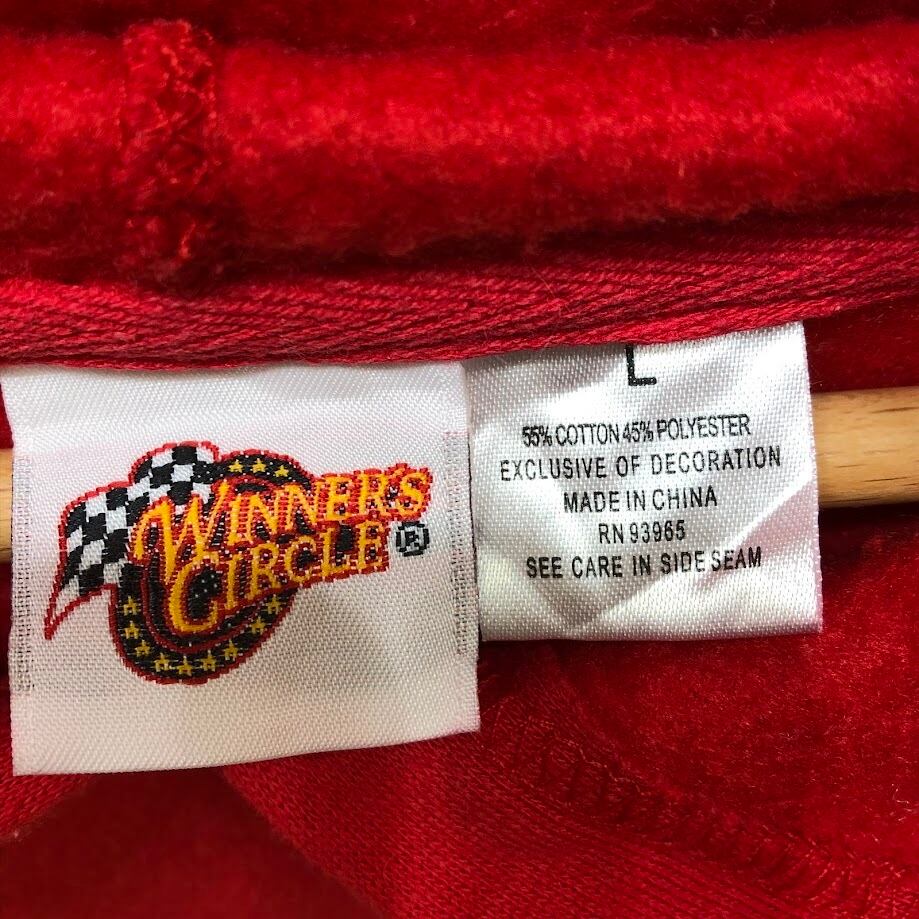 WINNER'S
CIRCLE ®
L
55% COTTON 45% POLYESTER
EXCLUSIVE OF DECORATION
MADE IN CHINA
RN 93965
SEE CARE IN SIDE SEAM